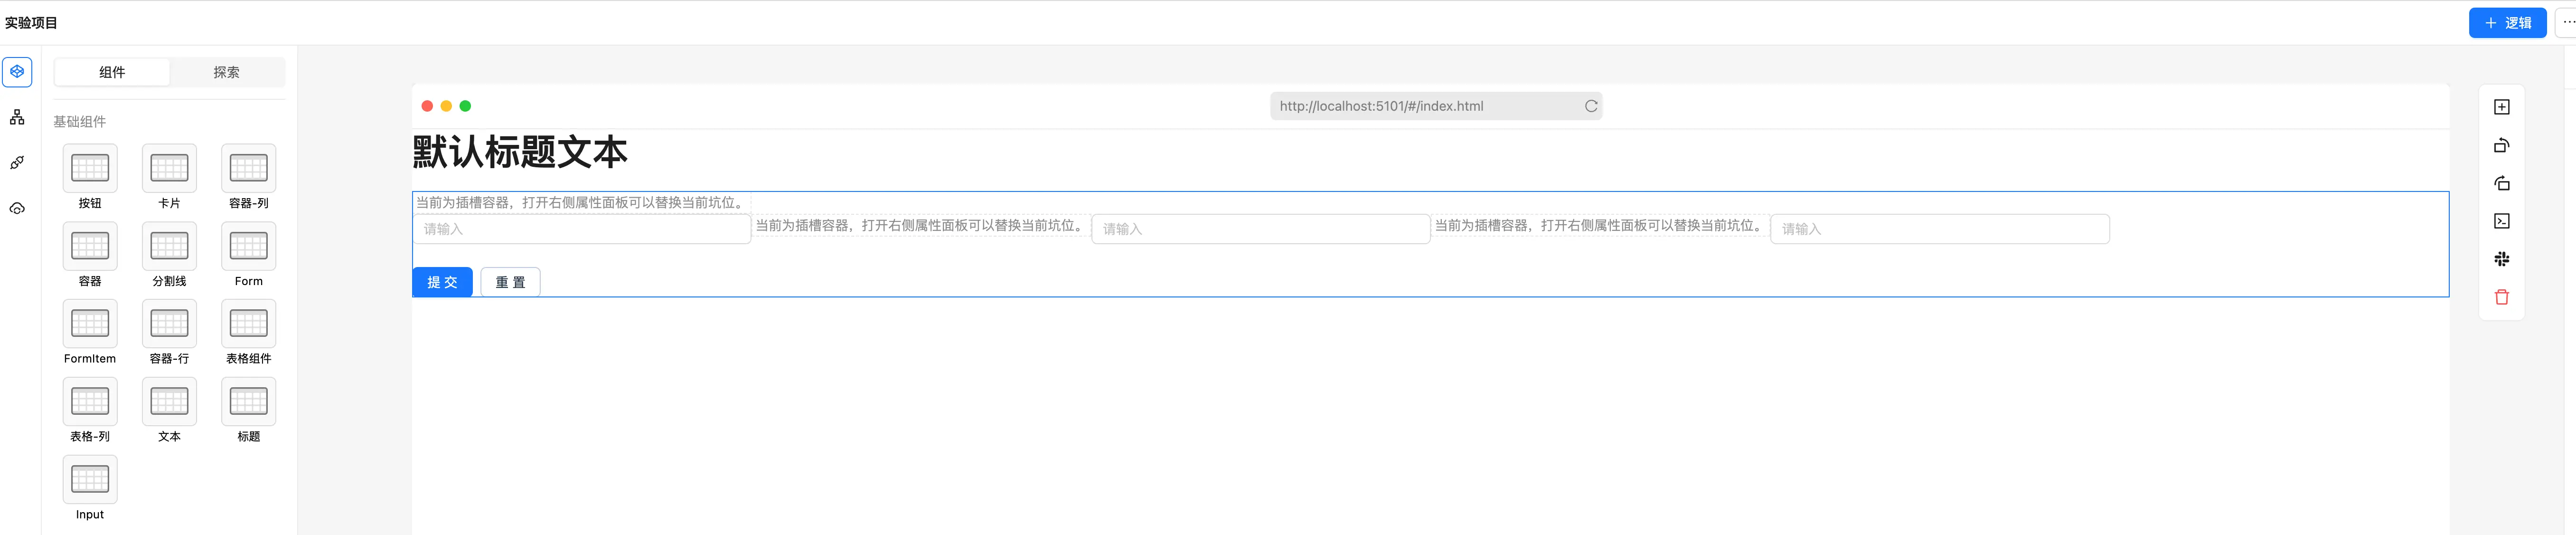 实验项目
逻辑
组件 探索
基础组件
按钮 卡片 容器-列
容器 分割线 Form
FormItem 容器-行 表格组件
表格-列 文本 标题
Input
http://localhost:5101/#/index.html
默认标题文本
当前为插槽容器，打开右侧属性面板可以替换当前坑位。
请输入 当前为插槽容器，打开右侧属性面板可以替换当前坑位。 请输入 当前为插槽容器，打开右侧属性面板可以替换当前坑位。 请输入
提 交 重 置